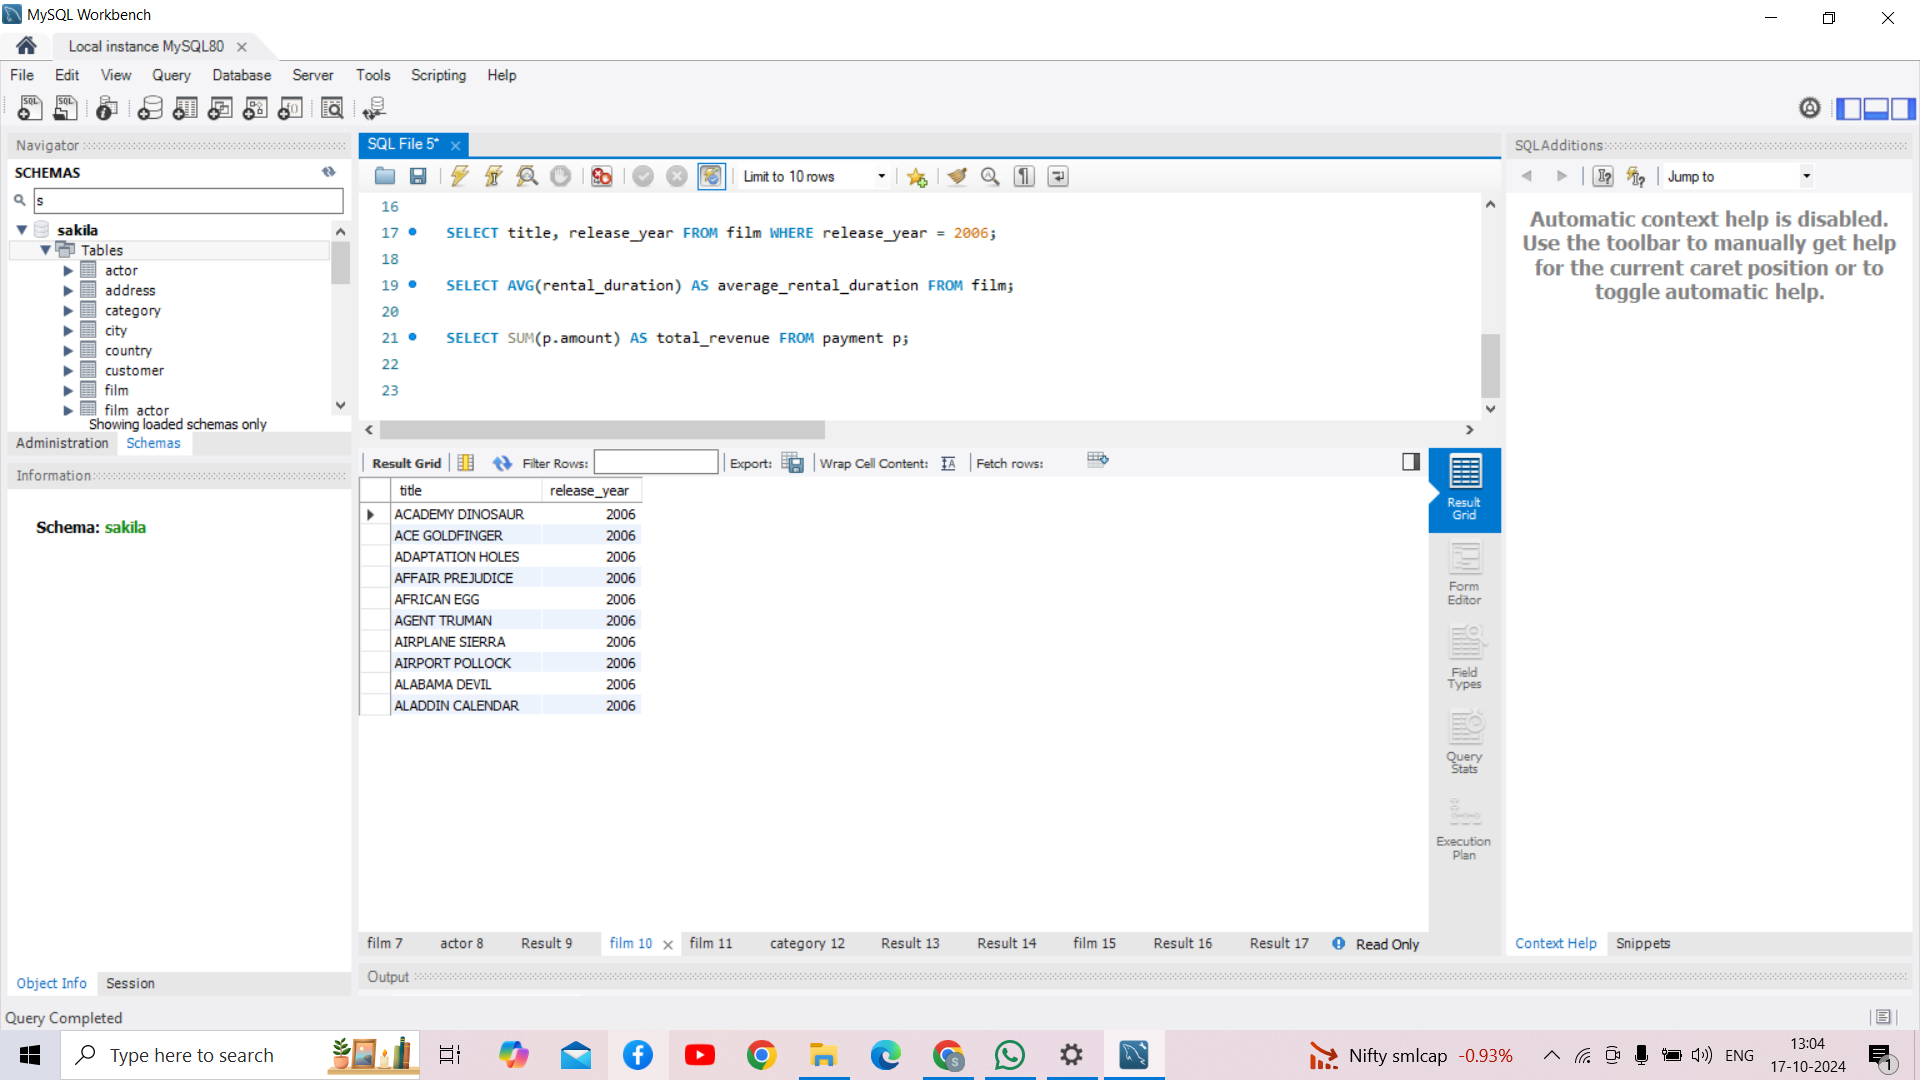 MySQL Workbench
Local instance MySQL80
File Edit View Query Database Server Tools Scripting Help
Navigator
SCHEMAS
s
sakila
Tables
actor
address
category
city
country
customer
film
film_actor
Showing loaded schemas only
Administration Schemas
Information
Schema: sakila
Object Info Session
SQL File 5*
Limit to 10 rows
16
17 SELECT title, release_year FROM film WHERE release_year = 2006;
18
19 SELECT AVG(rental_duration) AS average_rental_duration FROM film;
20
21 SELECT SUM(p.amount) AS total_revenue FROM payment p;
22
23
Result Grid Filter Rows: Export: Wrap Cell Content: Fetch rows:
title release_year
ACADEMY DINOSAUR 2006
ACE GOLDFINGER 2006
ADAPTATION HOLES 2006
AFFAIR PREJUDICE 2006
AFRICAN EGG 2006
AGENT TRUMAN 2006
AIRPLANE SIERRA 2006
AIRPORT POLLOCK 2006
ALABAMA DEVIL 2006
ALADDIN CALENDAR 2006
Result
Grid
Form
Editor
Field
Types
Query
Stats
Execution
Plan
film 7 actor 8 Result 9 film 10 film 11 category 12 Result 13 Result 14 film 15 Result 16 Result 17 Read Only
Output
SQLAdditions
Jump to
Automatic context help is disabled.
Use the toolbar to manually get help
for the current caret position or to
toggle automatic help.
Context Help Snippets
Query Completed
Type here to search
Nifty smlcap -0.93%
ENG
13:04
17-10-2024
1